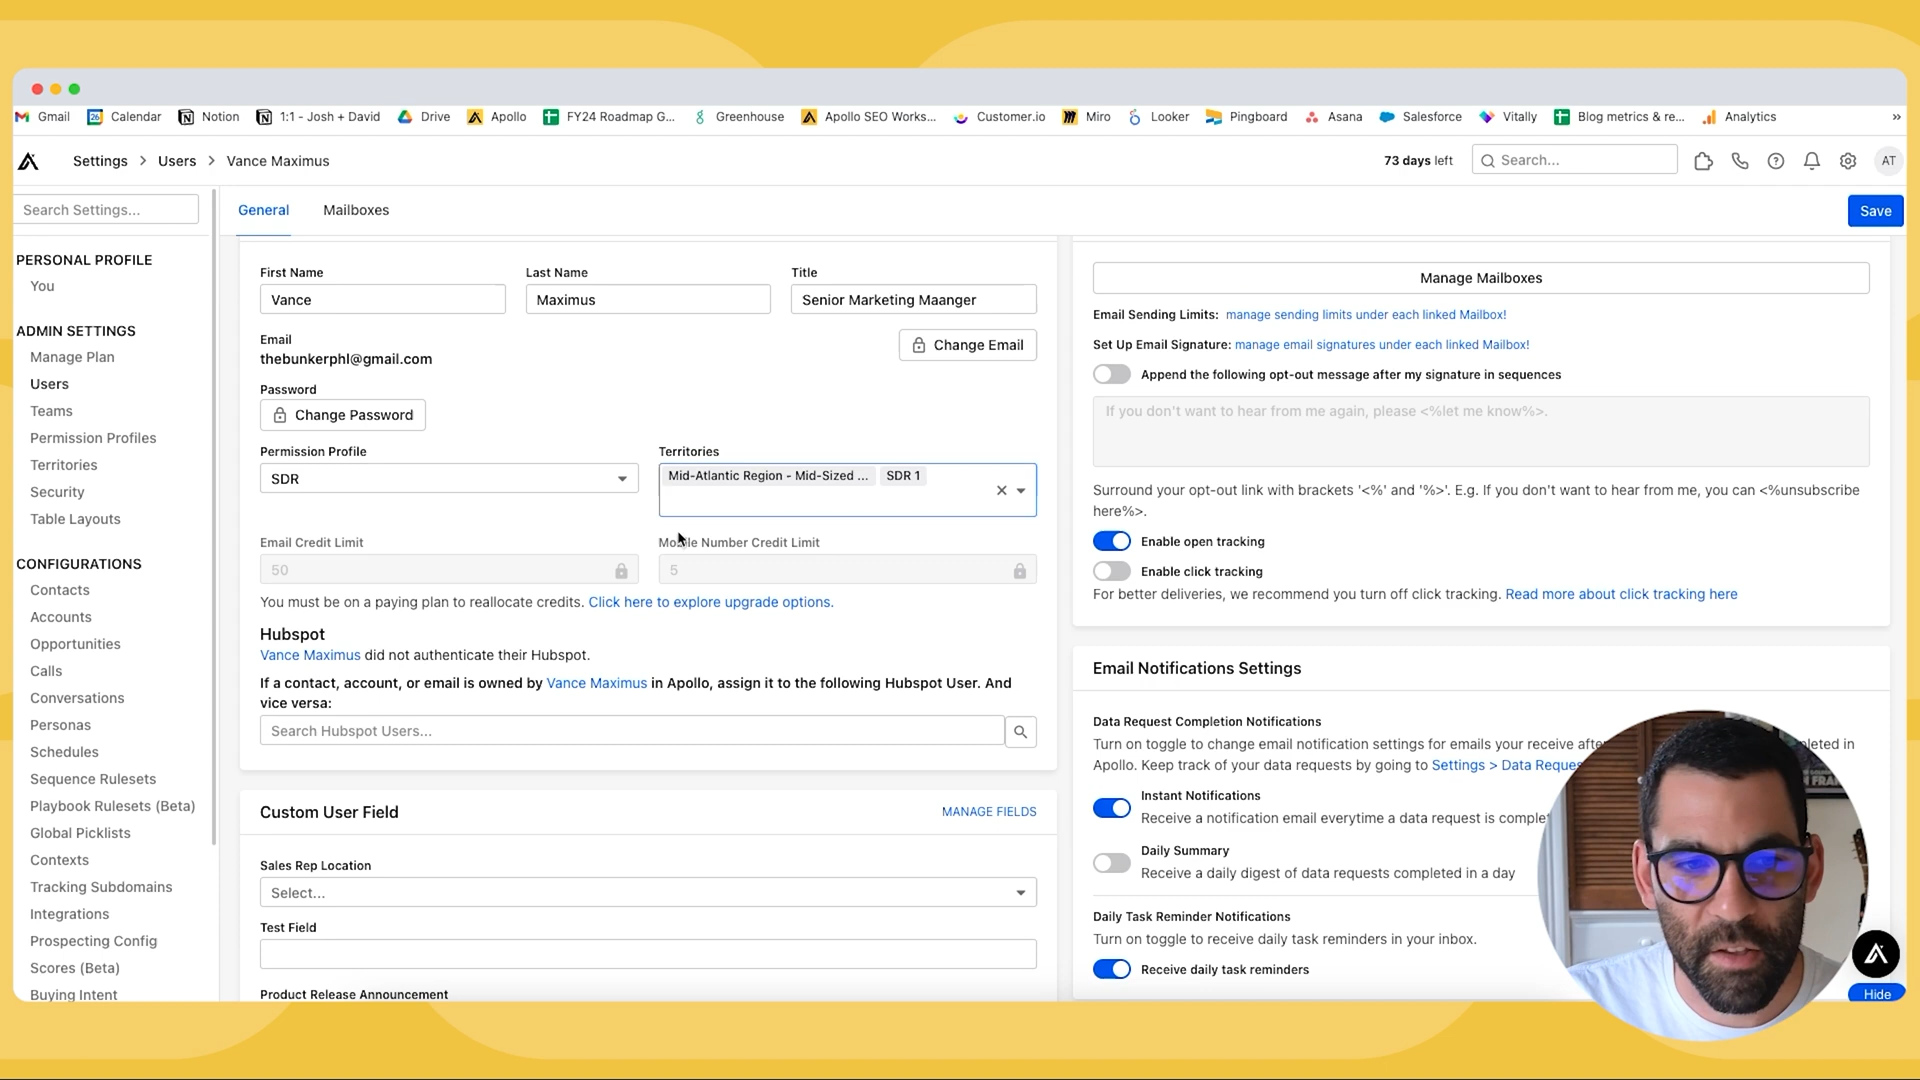 Gmail Calendar Notion 1:1 - Josh + David Drive Apollo FY24 Roadmap G... Greenhouse Apollo SEO Works... Customer.io Miro Looker Pingboard Asana Salesforce Vitally Blog metrics & re... Analytics »
Settings > Users > Vance Maximus
73 days left
Search...
AT
Search Settings...
General Mailboxes
Save
PERSONAL PROFILE
You
ADMIN SETTINGS
Manage Plan
Users
Teams
Permission Profiles
Territories
Security
Table Layouts
CONFIGURATIONS
Contacts
Accounts
Opportunities
Calls
Conversations
Personas
Schedules
Sequence Rulesets
Playbook Rulesets (Beta)
Global Picklists
Contexts
Tracking Subdomains
Integrations
Prospecting Config
Scores (Beta)
Buying Intent
First Name Last Name Title
Vance Maximus Senior Marketing Maanger
Email
thebunkerphl@gmail.com
Change Email
Password
Change Password
Permission Profile Territories
SDR
Mid-Atlantic Region - Mid-Sized ... SDR 1
Email Credit Limit Mobile Number Credit Limit
50 5
You must be on a paying plan to reallocate credits. Click here to explore upgrade options.
Hubspot
Vance Maximus did not authenticate their Hubspot.
If a contact, account, or email is owned by Vance Maximus in Apollo, assign it to the following Hubspot User. And
vice versa:
Search Hubspot Users...
Custom User Field
MANAGE FIELDS
Sales Rep Location
Select...
Test Field
Product Release Announcement
Manage Mailboxes
Email Sending Limits: manage sending limits under each linked Mailbox!
Set Up Email Signature: manage email signatures under each linked Mailbox!
Append the following opt-out message after my signature in sequences
If you don't want to hear from me again, please <%let me know%>.
Surround your opt-out link with brackets '<%' and '%>'. E.g. If you don't want to hear from me, you can <%unsubscribe
here%>.
Enable open tracking
Enable click tracking
For better deliveries, we recommend you turn off click tracking. Read more about click tracking here
Email Notifications Settings
Data Request Completion Notifications
Turn on toggle to change email notification settings for emails your receive after
Apollo. Keep track of your data requests by going to Settings > Data Reques
Instant Notifications
Receive a notification email everytime a data request is complet
Daily Summary
Receive a daily digest of data requests completed in a day
Daily Task Reminder Notifications
Turn on toggle to receive daily task reminders in your inbox.
Receive daily task reminders
Hide